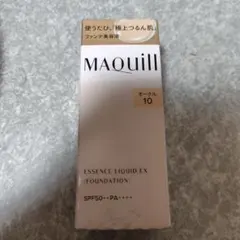 使うたび、「極上つるん肌」
ファンデ美容液
MAQuill
オークル
10
ESSENCE LIQUID EX
(FOUNDATION)
SPF50・PA++++